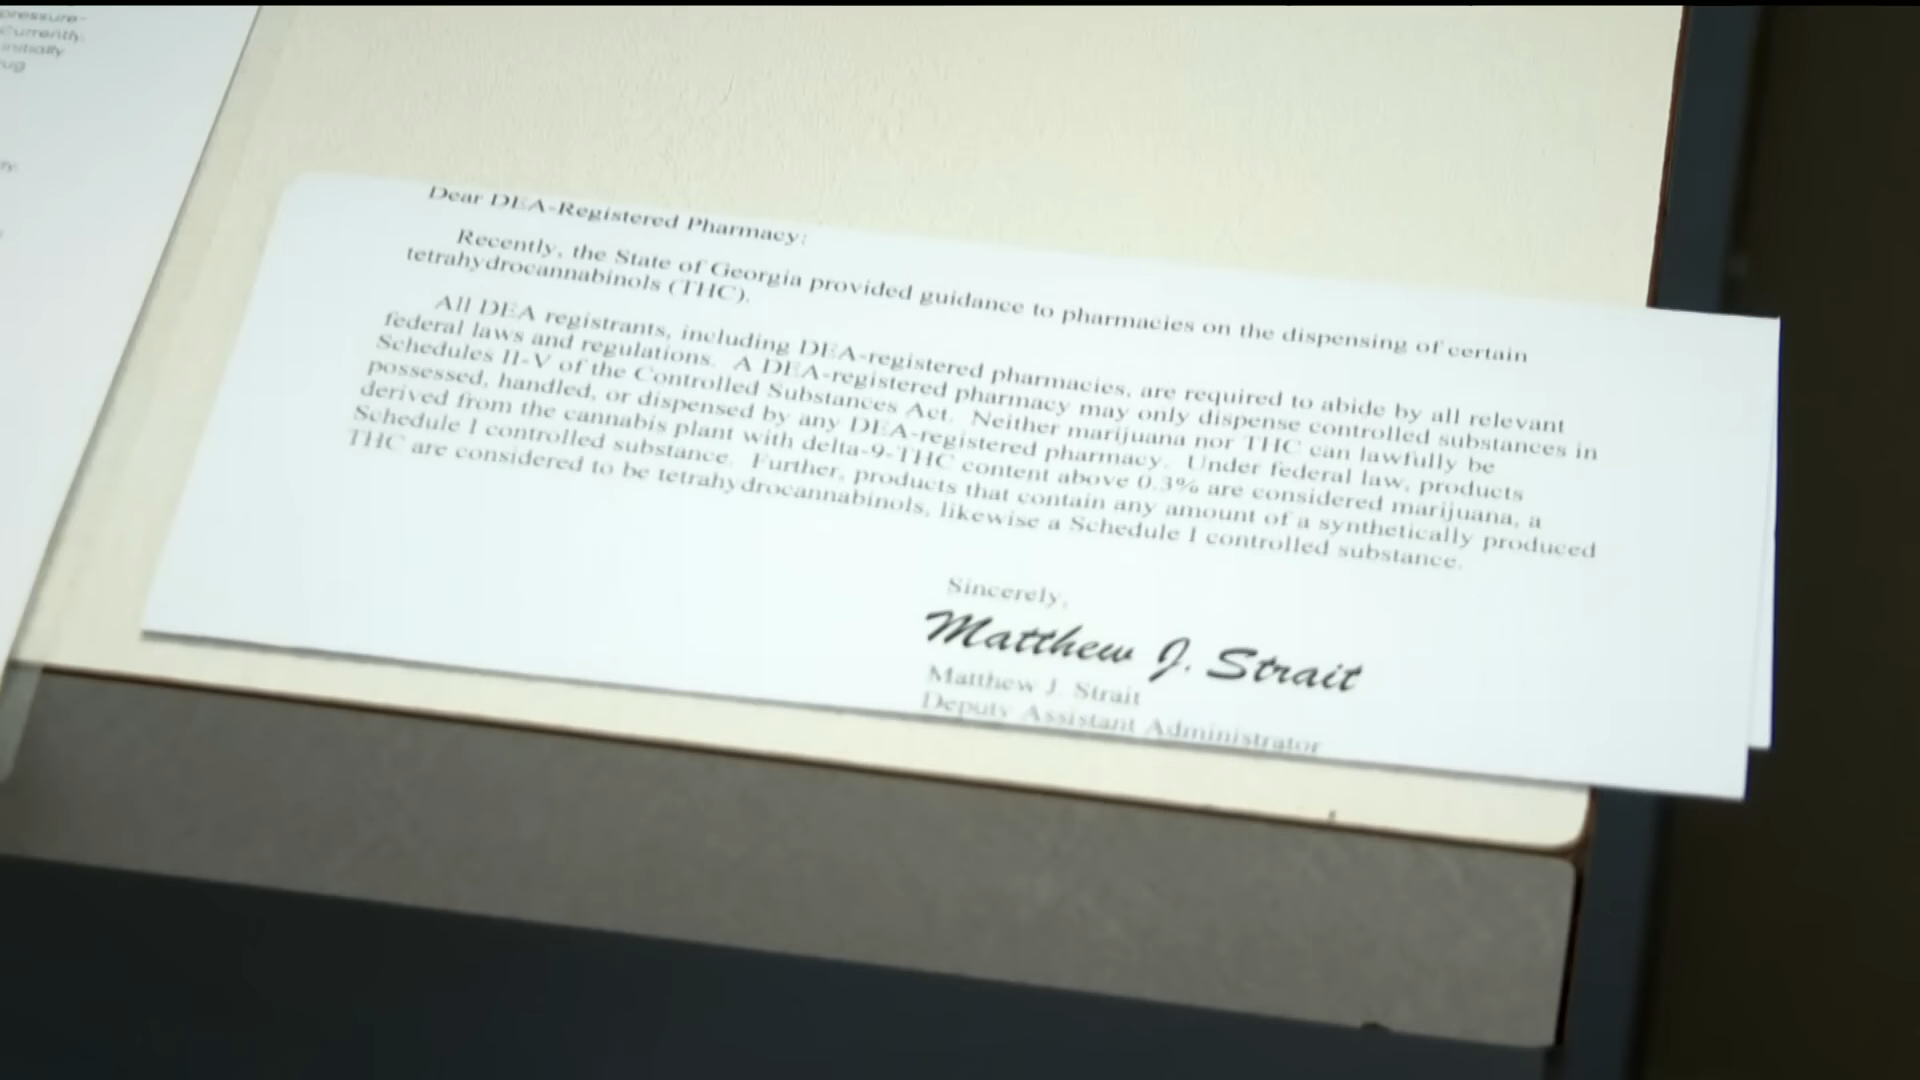 pressure-
Currently,
initially
ug
ty.
Dear DEA-Registered Pharmacy:
Recently, the State of Georgia provided guidance to pharmacies on the dispensing of certain
tetrahydrocannabinols (THC).
All DEA registrants, including DEA-registered pharmacies, are required to abide by all relevant
federal laws and regulations. A DEA-registered pharmacy may only dispense controlled substances in
Schedules II-V of the Controlled Substances Act. Neither marijuana nor THC can lawfully be
possessed, handled, or dispensed by any DEA-registered pharmacy. Under federal law, products
derived from the cannabis plant with delta-9-THC content above 0.3% are considered marijuana, a
Schedule I controlled substance. Further, products that contain any amount of a synthetically produced
THC are considered to be tetrahydrocannabinols, likewise a Schedule I controlled substance.
Sincerely,
Matthew J. Strait
Matthew J. Strait
Deputy Assistant Administrator